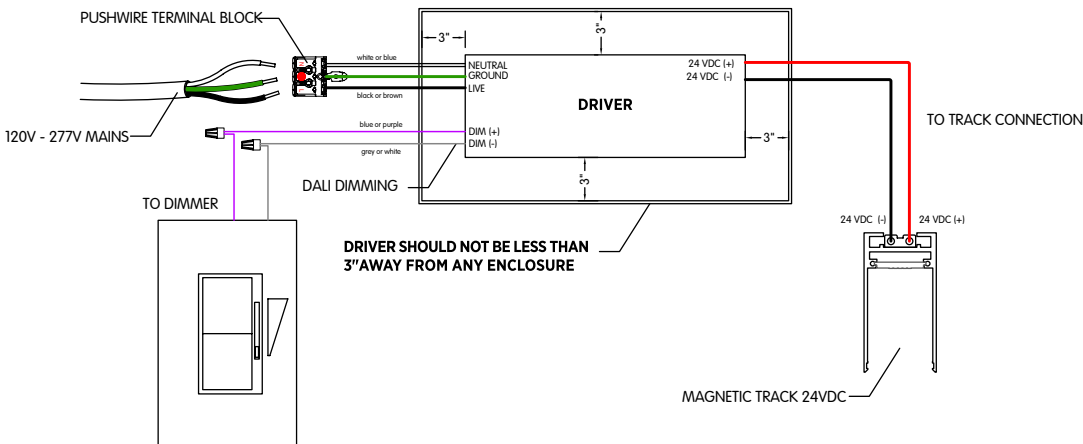 PUSHWIRE TERMINAL BLOCK
3"
3"
white or blue
NEUTRAL
GROUND
LIVE
24 VDC (+)
24 VDC (-)
N
L
black or brown
DRIVER
120V - 277V MAINS
blue or purple
DIM (+)
DIM (-)
grey or white
3"
3"
TO TRACK CONNECTION
DALI DIMMING
TO DIMMER
24 VDC (-)
24 VDC (+)
DRIVER SHOULD NOT BE LESS THAN
3"AWAY FROM ANY ENCLOSURE
MAGNETIC TRACK 24VDC